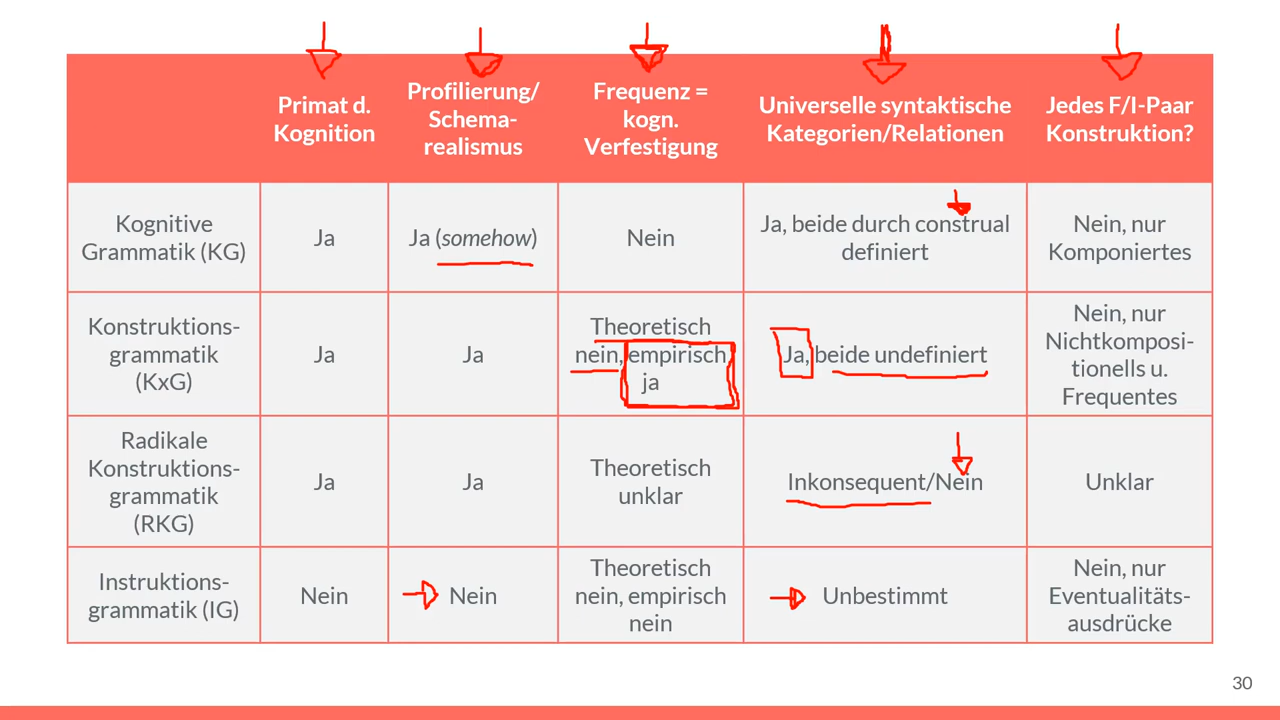 Primat d.
Kognition
Profilierung/
Schema-
realismus
Frequenz =
kogn.
Verfestigung
Universelle syntaktische
Kategorien/Relationen
Jedes F/I-Paar
Konstruktion?
Kognitive
Grammatik (KG)
Ja
Ja (somehow)
Nein
Ja, beide durch construal
definiert
Nein, nur
Komponiertes
Konstruktions-
grammatik
(KxG)
Ja
Ja
Theoretisch
nein, empirisch
ja
Ja, beide undefiniert
Nein, nur
Nichtkomposi-
tionells u.
Frequentes
Radikale
Konstruktions-
grammatik
(RKG)
Ja
Ja
Theoretisch
unklar
Inkonsequent/Nein
Unklar
Instruktions-
grammatik (IG)
Nein
Nein
Theoretisch
nein, empirisch
nein
Unbestimmt
Nein, nur
Eventualitäts-
ausdrücke
30